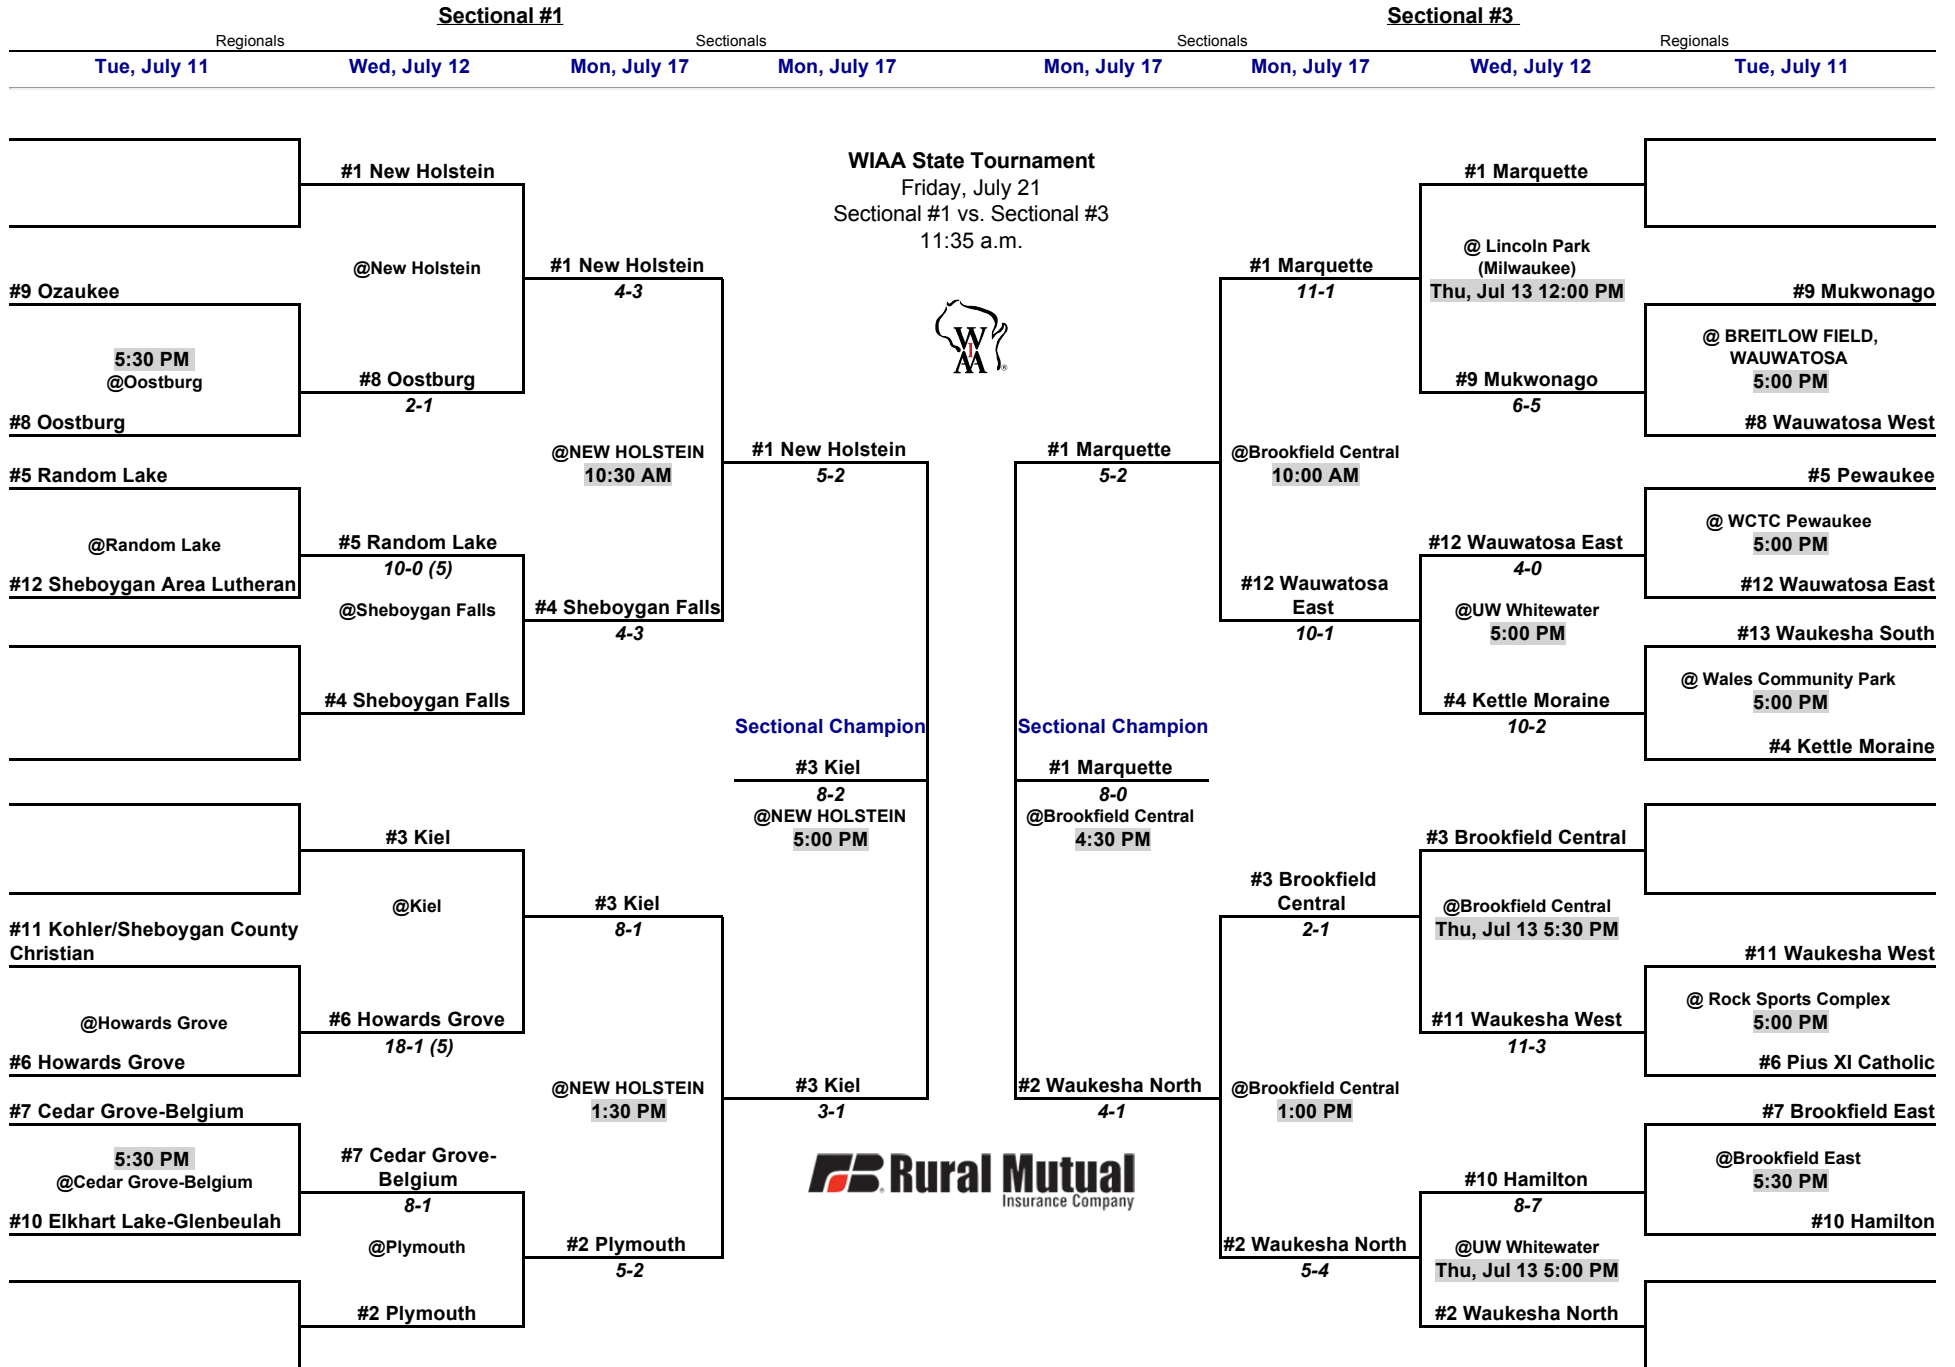 Sectional #1
Sectional #3
Regionals
Sectionals
Sectionals
Regionals
Tue, July 11
Wed, July 12
Mon, July 17
Mon, July 17
Mon, July 17
Mon, July 17
Wed, July 12
Tue, July 11
WIAA State Tournament
Friday, July 21
Sectional #1 vs. Sectional #3
11:35 a.m.
W
I
AA
®
#9 Ozaukee
5:30 PM
@Oostburg
#8 Oostburg
#5 Random Lake
@Random Lake
#12 Sheboygan Area Lutheran
#11 Kohler/Sheboygan County
Christian
@Howards Grove
#6 Howards Grove
#7 Cedar Grove-Belgium
5:30 PM
@Cedar Grove-Belgium
#10 Elkhart Lake-Glenbeulah
#1 New Holstein
@New Holstein
#8 Oostburg
2-1
#5 Random Lake
10-0 (5)
@Sheboygan Falls
#4 Sheboygan Falls
#3 Kiel
@Kiel
#6 Howards Grove
18-1 (5)
#7 Cedar Grove-
Belgium
8-1
@Plymouth
#2 Plymouth
#1 New Holstein
4-3
@NEW HOLSTEIN
10:30 AM
#4 Sheboygan Falls
4-3
#3 Kiel
8-1
@NEW HOLSTEIN
1:30 PM
#2 Plymouth
5-2
#1 New Holstein
5-2
Sectional Champion
#3 Kiel
8-2
@NEW HOLSTEIN
5:00 PM
#3 Kiel
3-1
Rural Mutual
Insurance Company
#1 Marquette
5-2
Sectional Champion
#1 Marquette
8-0
@Brookfield Central
4:30 PM
#2 Waukesha North
4-1
#1 Marquette
11-1
@Brookfield Central
10:00 AM
#12 Wauwatosa
East
10-1
#3 Brookfield
Central
2-1
@Brookfield Central
1:00 PM
#2 Waukesha North
5-4
#1 Marquette
@ Lincoln Park
(Milwaukee)
Thu, Jul 13 12:00 PM
#9 Mukwonago
6-5
#12 Wauwatosa East
4-0
@UW Whitewater
5:00 PM
#4 Kettle Moraine
10-2
#3 Brookfield Central
@Brookfield Central
Thu, Jul 13 5:30 PM
#11 Waukesha West
11-3
#10 Hamilton
8-7
@UW Whitewater
Thu, Jul 13 5:00 PM
#2 Waukesha North
#9 Mukwonago
@ BREITLOW FIELD,
WAUWATOSA
5:00 PM
#8 Wauwatosa West
#5 Pewaukee
@ WCTC Pewaukee
5:00 PM
#12 Wauwatosa East
#13 Waukesha South
@ Wales Community Park
5:00 PM
#4 Kettle Moraine
#11 Waukesha West
@ Rock Sports Complex
5:00 PM
#6 Pius XI Catholic
#7 Brookfield East
@Brookfield East
5:30 PM
#10 Hamilton